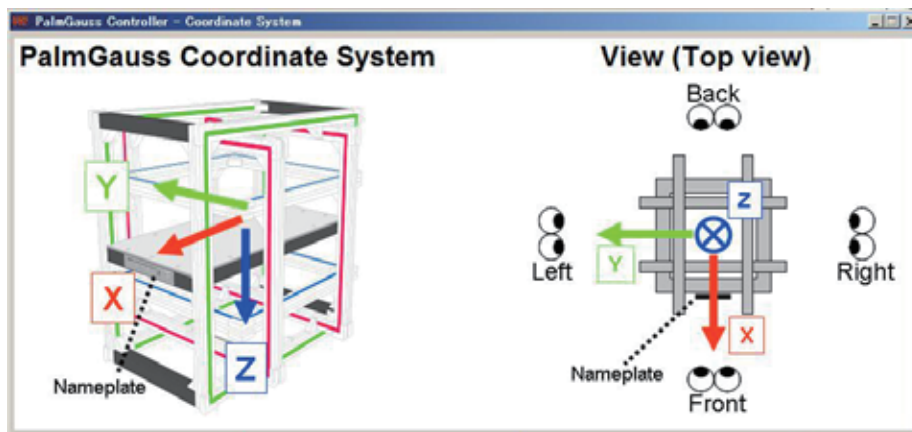 PalmGauss Controller - Coordinate System
PalmGauss Coordinate System
Y
X
Z
Nameplate
View (Top view)
Back
Z
Left
Y
Right
X
Nameplate
Front